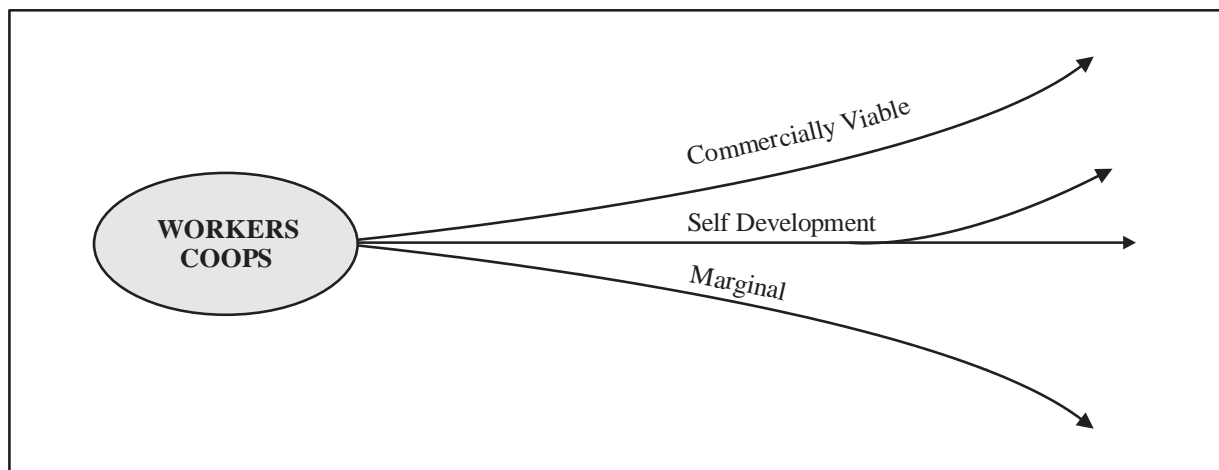 WORKERS
COOPS
Commercially Viable
Self Development
Marginal